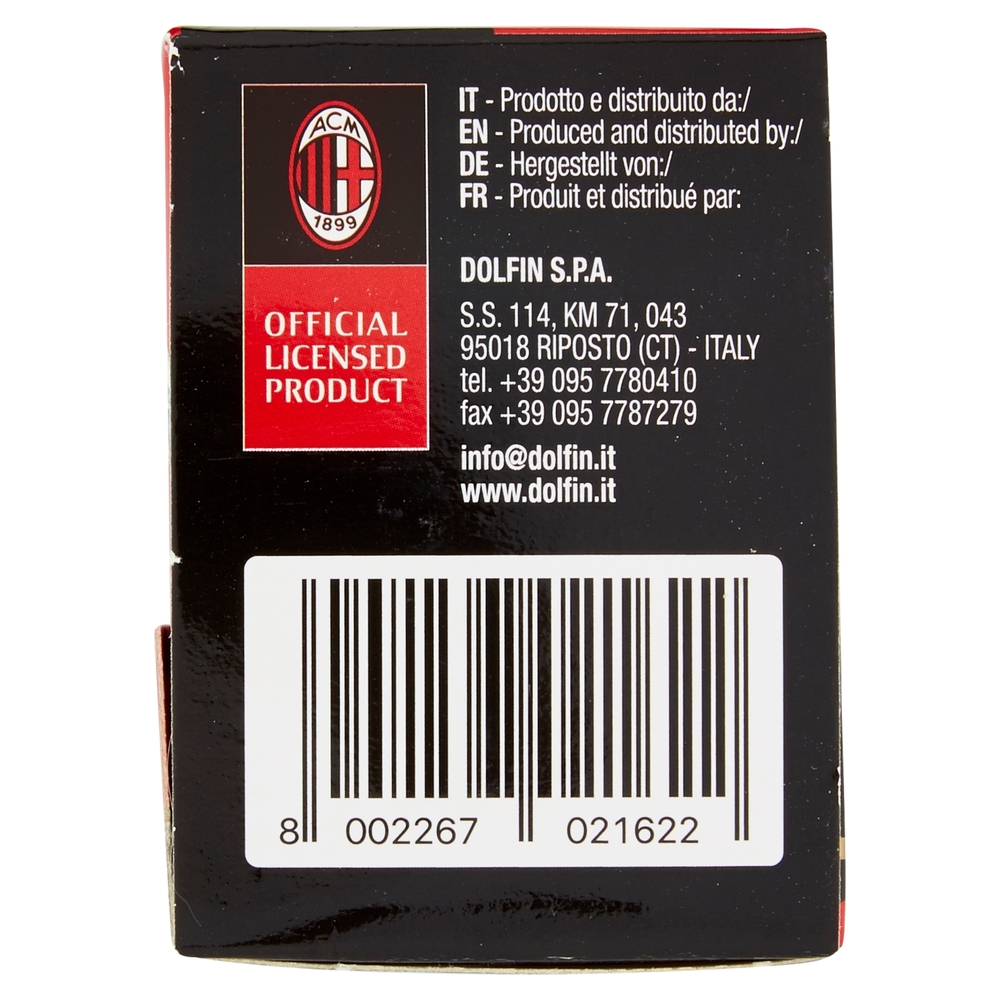 ACM
1899
OFFICIAL
LICENSED
PRODUCT
IT - Prodotto e distribuito da:/
EN - Produced and distributed by:/
DE - Hergestellt von:/
FR - Produit et distribué par:
DOLFIN S.P.A.
S.S. 114, KM 71, 043
95018 RIPOSTO (CT) - ITALY
tel. +39 095 7780410
fax +39 095 7787279
info@dolfin.it
www.dolfin.it
8 002267 021622